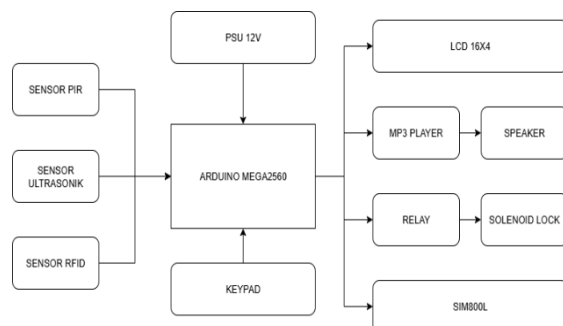 PSU 12V
LCD 16X4
SENSOR PIR
MP3 PLAYER
SPEAKER
SENSOR
ULTRASONIK
ARDUINO MEGA2560
RELAY
SOLENOID LOCK
SENSOR RFID
KEYPAD
SIM800L